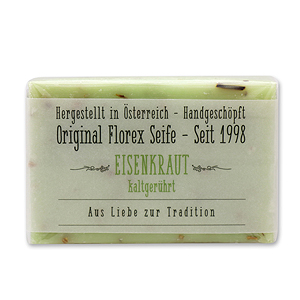 Hergestellt in Österreich - Handgeschöpft
Original Florex Seife - Seit 1998
EISENKRAUT
kaltgerührt
Aus Liebe zur Tradition